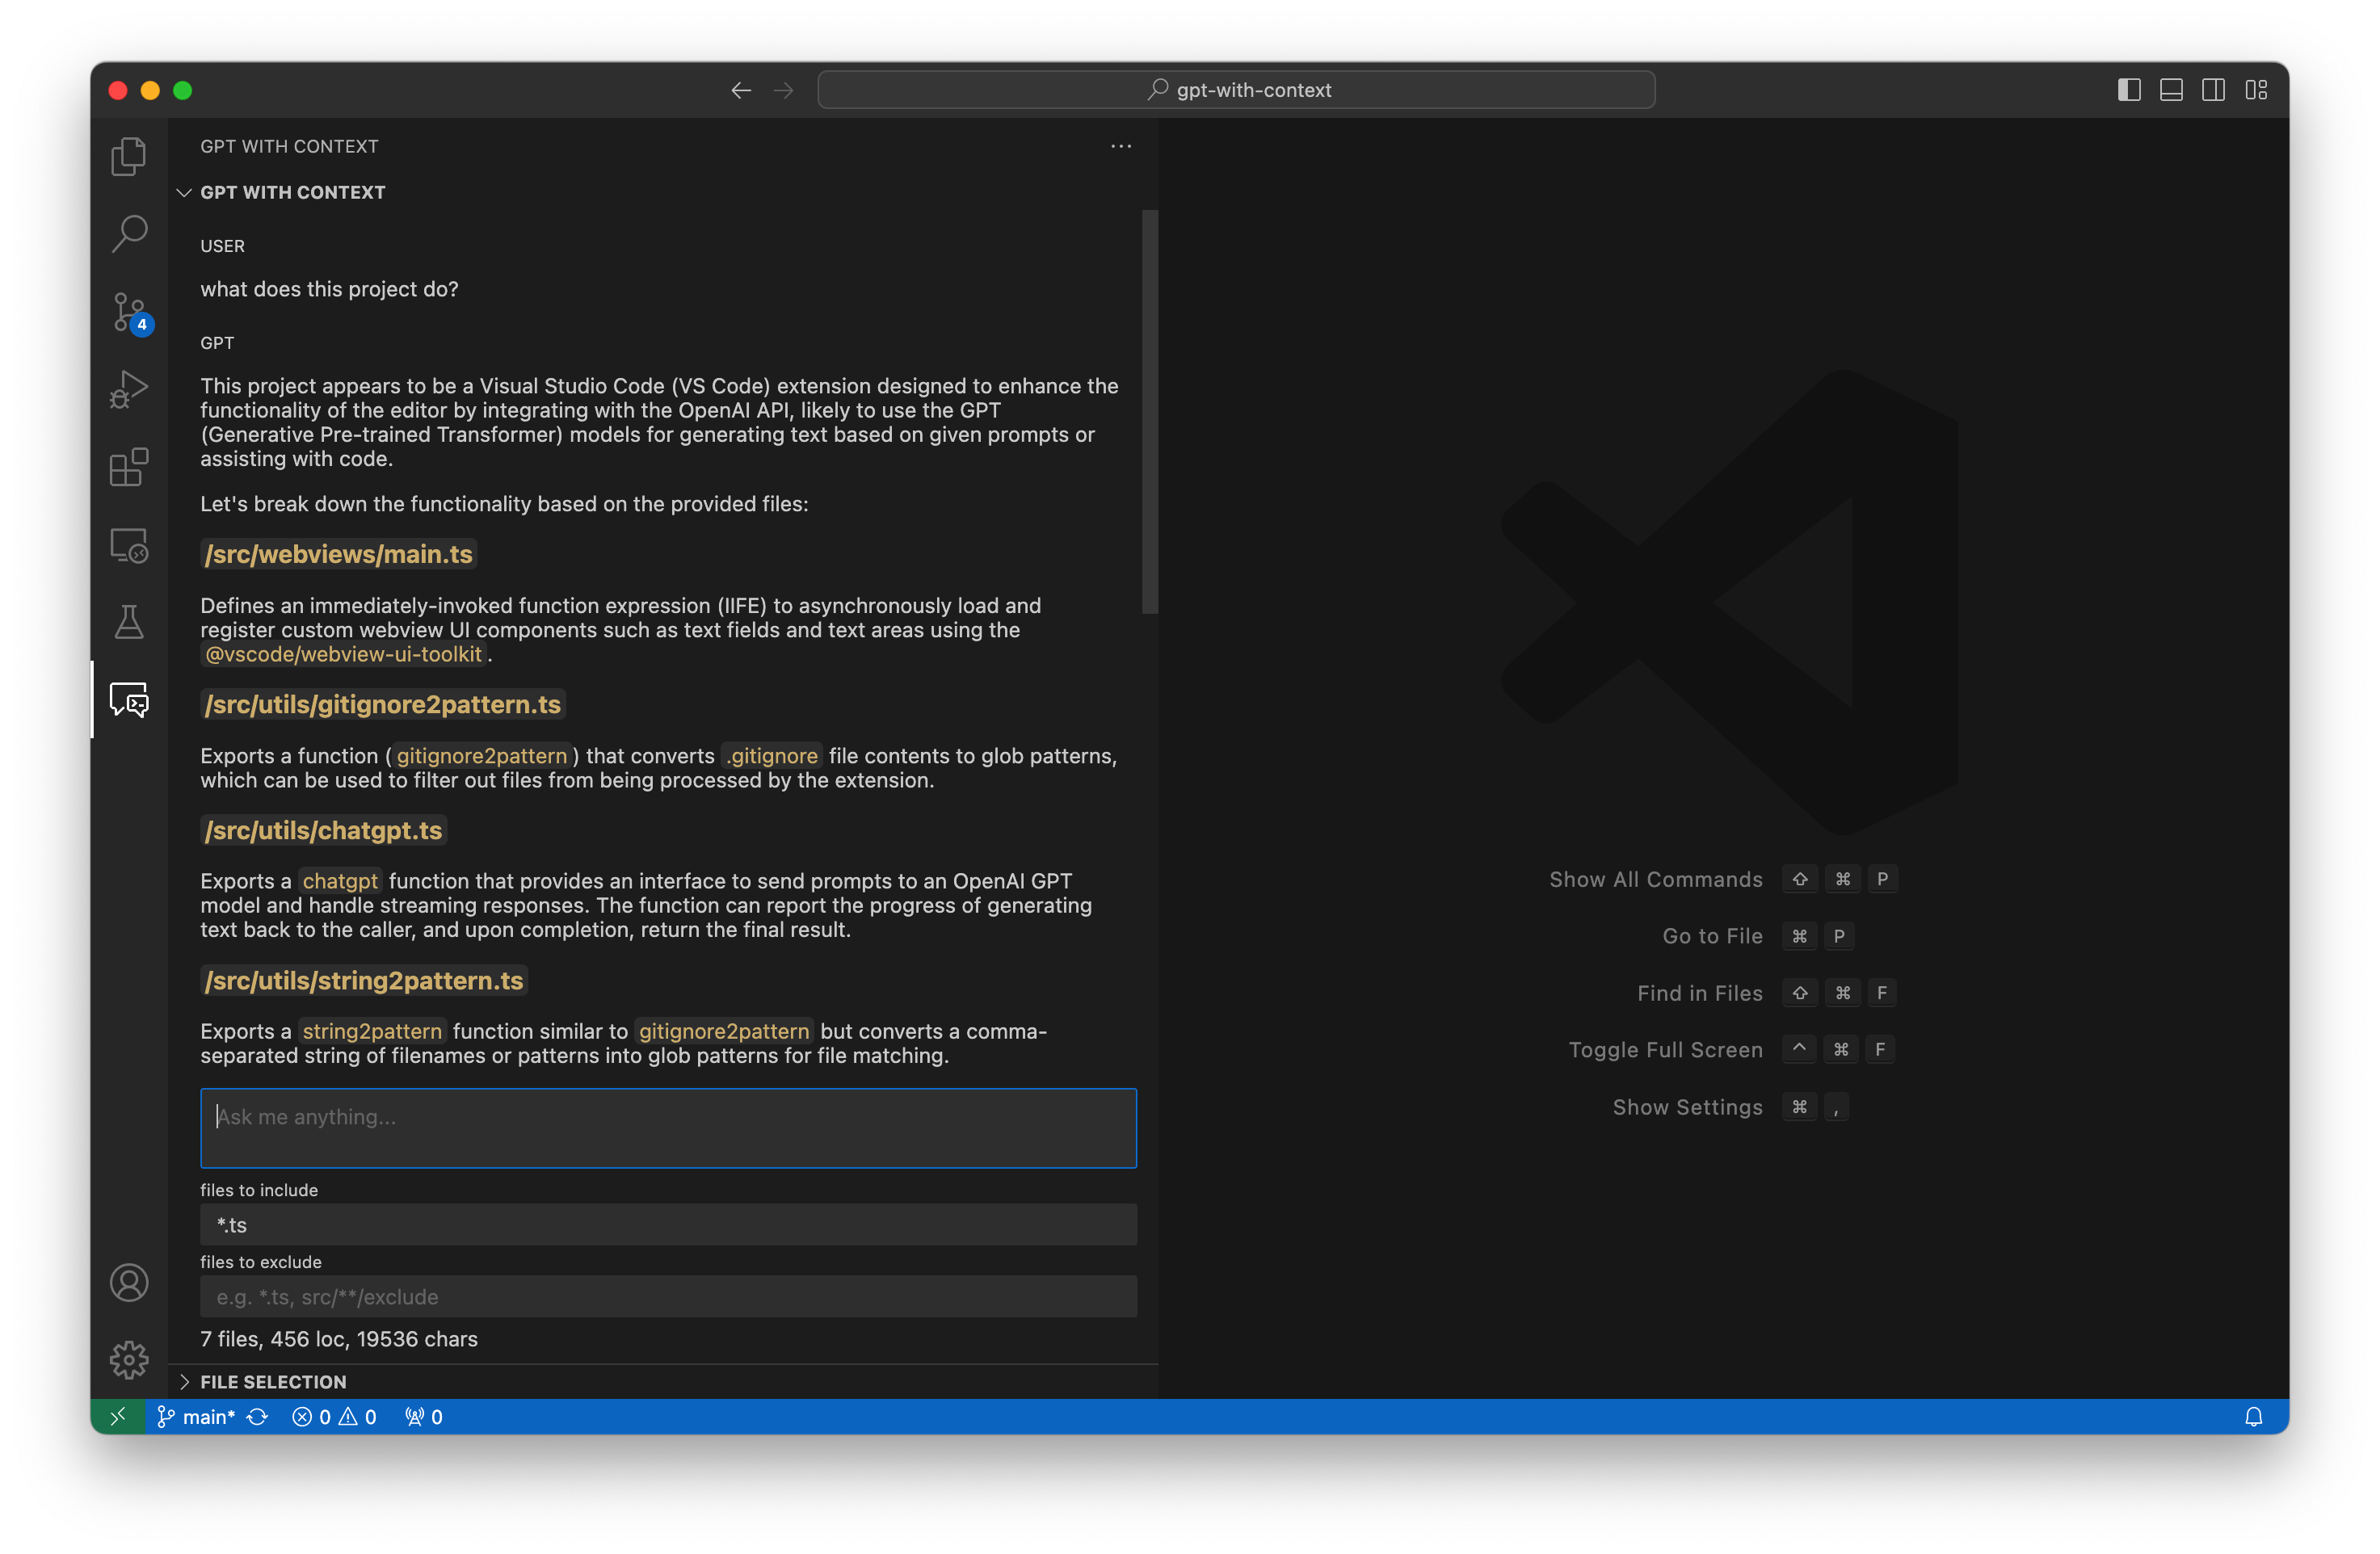 gpt-with-context
GPT WITH CONTEXT
GPT WITH CONTEXT
USER
what does this project do?
GPT
This project appears to be a Visual Studio Code (VS Code) extension designed to enhance the
functionality of the editor by integrating with the OpenAI API, likely to use the GPT
(Generative Pre-trained Transformer) models for generating text based on given prompts or
assisting with code.
Let's break down the functionality based on the provided files:
/src/webviews/main.ts
Defines an immediately-invoked function expression (IIFE) to asynchronously load and
register custom webview UI components such as text fields and text areas using the
@vscode/webview-ui-toolkit.
/src/utils/gitignore2pattern.ts
Exports a function (gitignore2pattern) that converts .gitignore file contents to glob patterns,
which can be used to filter out files from being processed by the extension.
/src/utils/chatgpt.ts
Exports a chatgpt function that provides an interface to send prompts to an OpenAI GPT
model and handle streaming responses. The function can report the progress of generating
text back to the caller, and upon completion, return the final result.
/src/utils/string2pattern.ts
Exports a string2pattern function similar to gitignore2pattern but converts a comma-
separated string of filenames or patterns into glob patterns for file matching.
Ask me anything...
files to include
*.ts
files to exclude
e.g. *.ts, src/**/exclude
7 files, 456 loc, 19536 chars
FILE SELECTION
4
Show All Commands ⇧ ⌘ P
Go to File ⌘ P
Find in Files ⇧ ⌘ F
Toggle Full Screen ^ ⌘ F
Show Settings ⌘ ,
main* 0 0 0